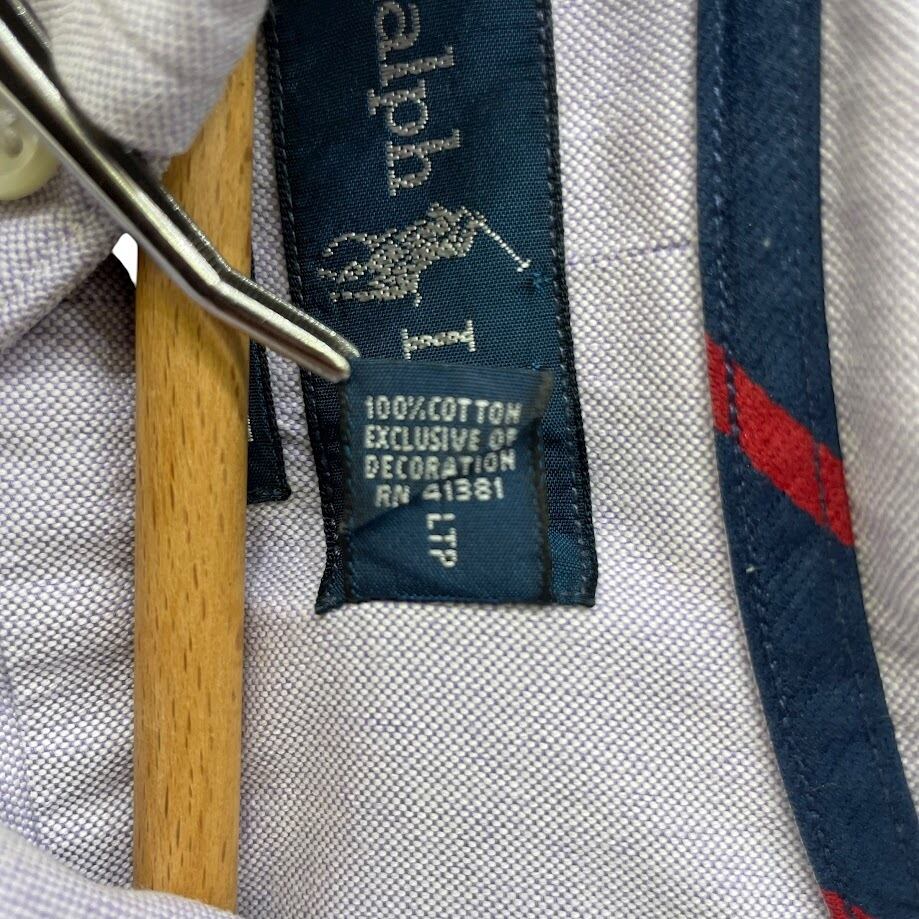 alph
L
100%COTTON
EXCLUSIVE OF
DECORATION
RN 41381
LTP